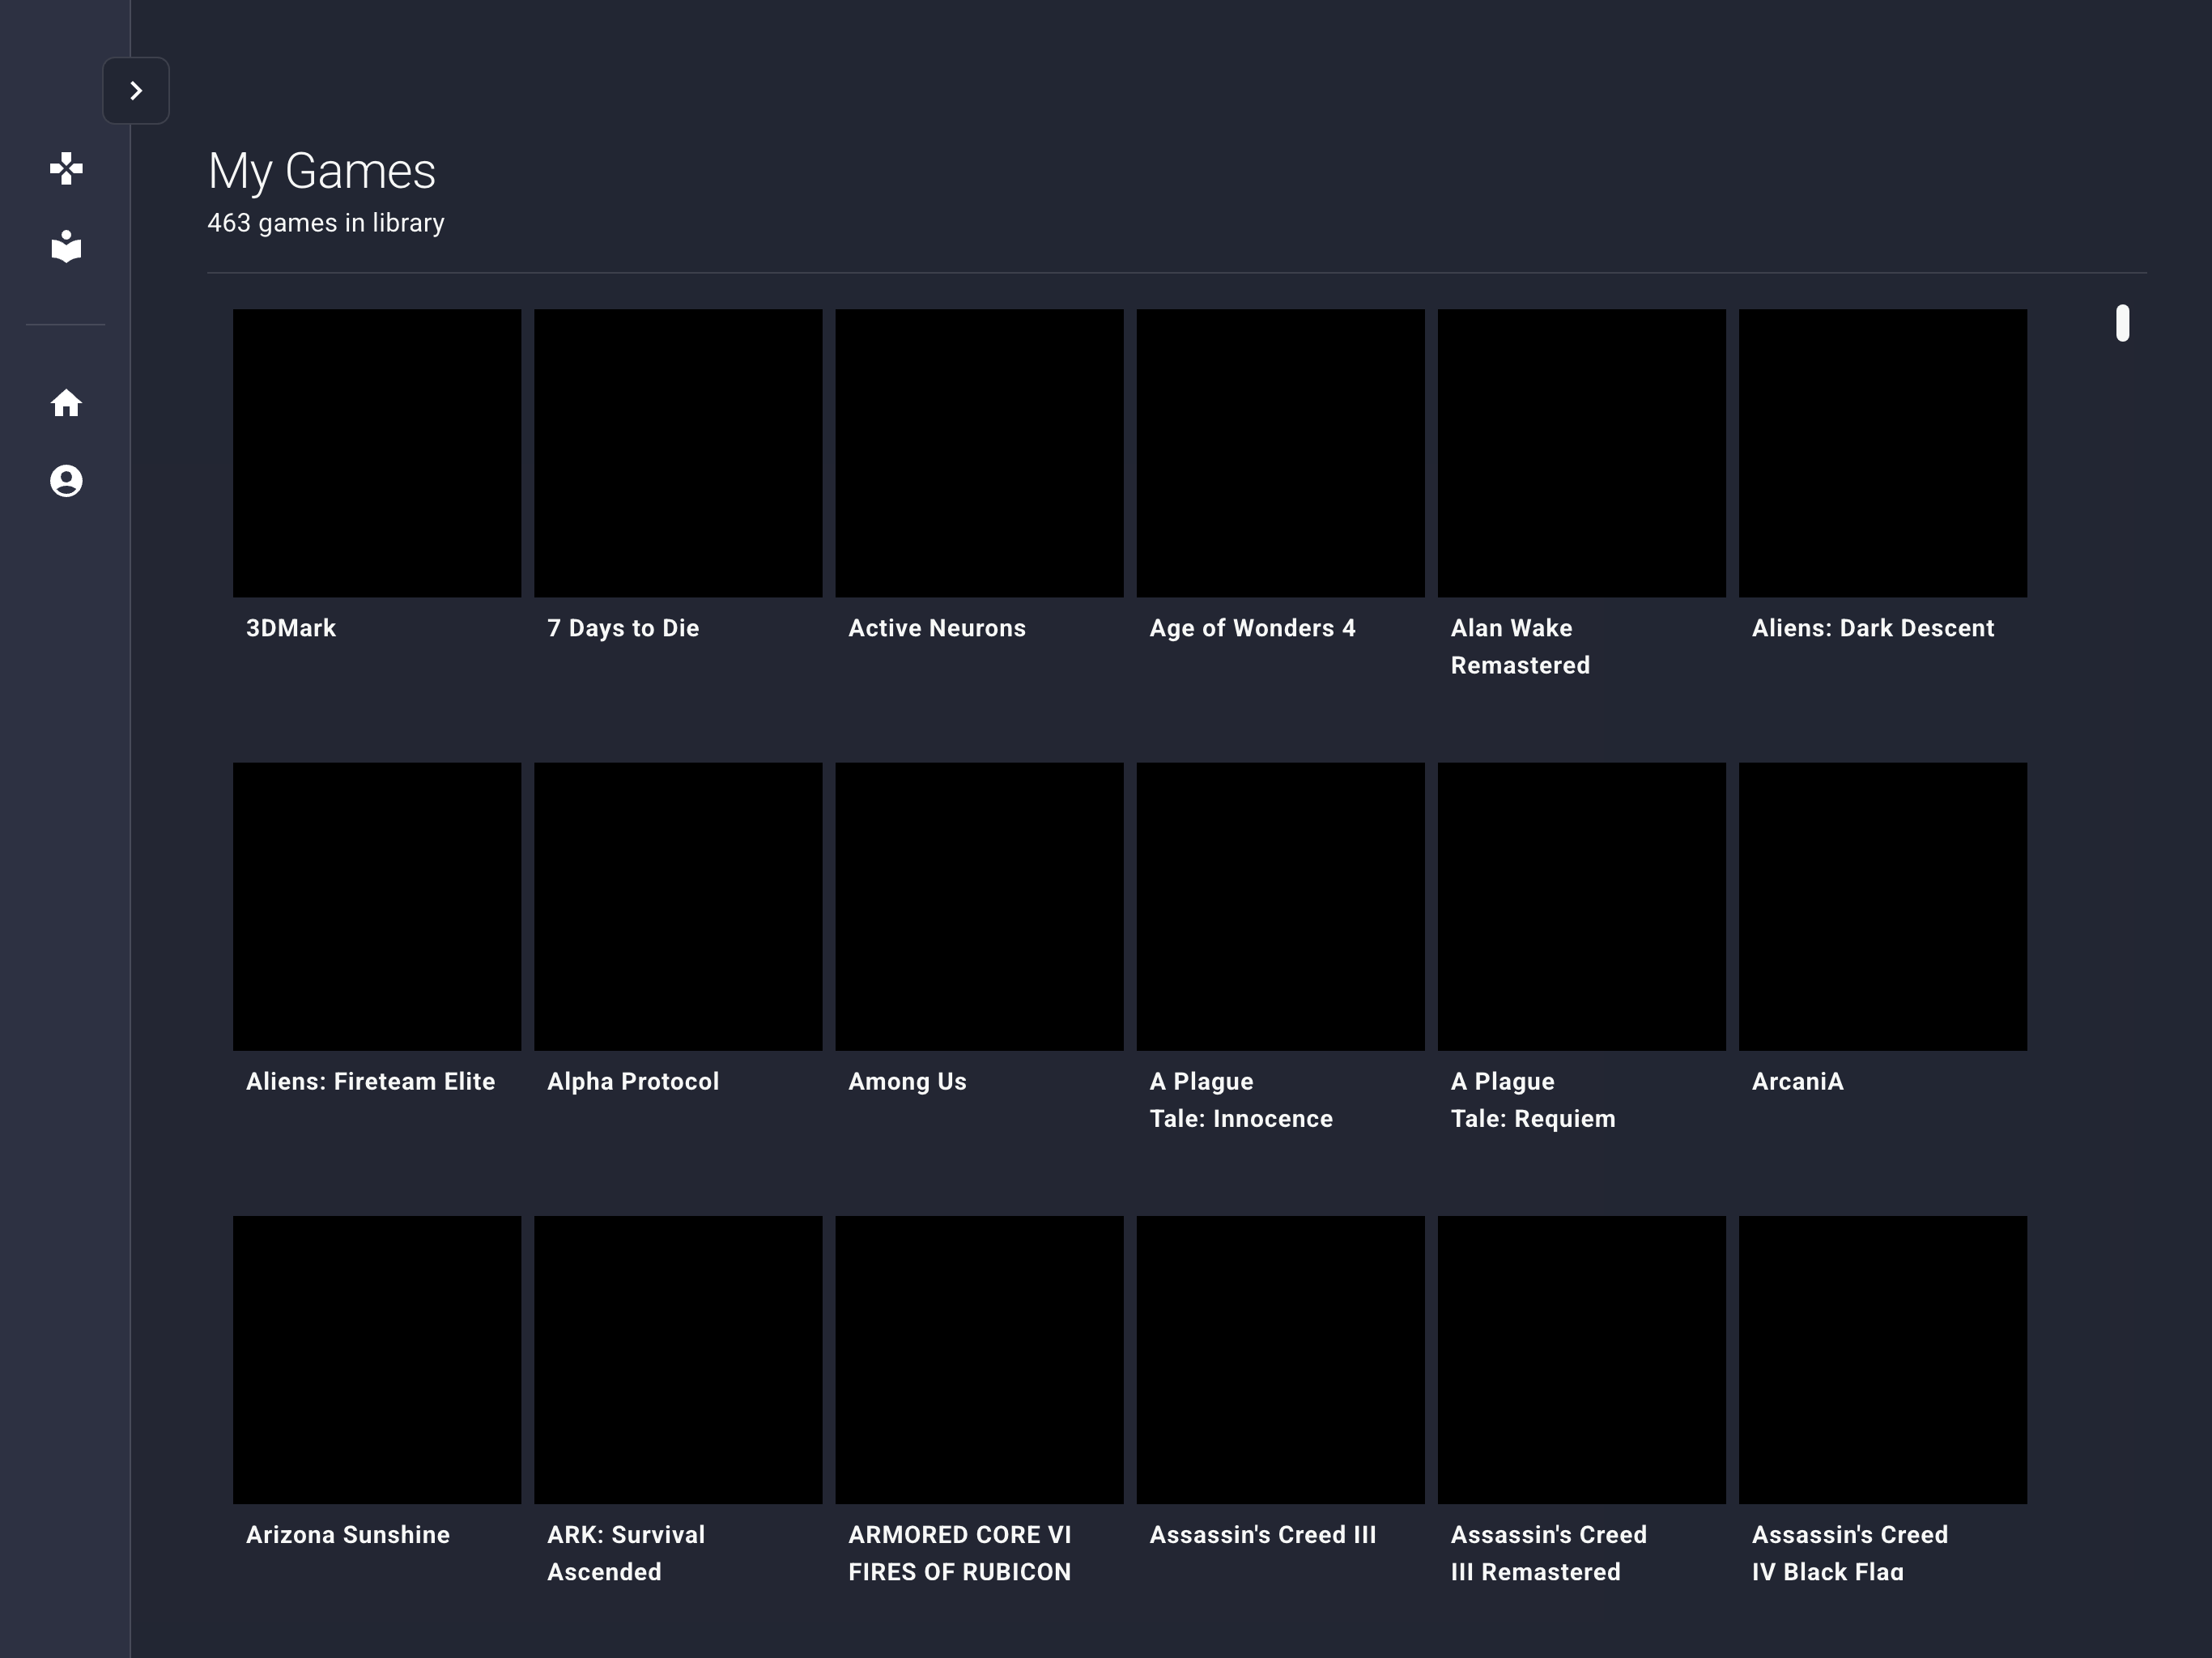 My Games
463 games in library
3DMark
7 Days to Die
Active Neurons
Age of Wonders 4
Alan Wake
Remastered
Aliens: Dark Descent
Aliens: Fireteam Elite
Alpha Protocol
Among Us
A Plague
Tale: Innocence
A Plague
Tale: Requiem
ArcaniA
Arizona Sunshine
ARK: Survival
Ascended
ARMORED CORE VI
FIRES OF RUBICON
Assassin's Creed III
Assassin's Creed
III Remastered
Assassin's Creed
IV Black Flag